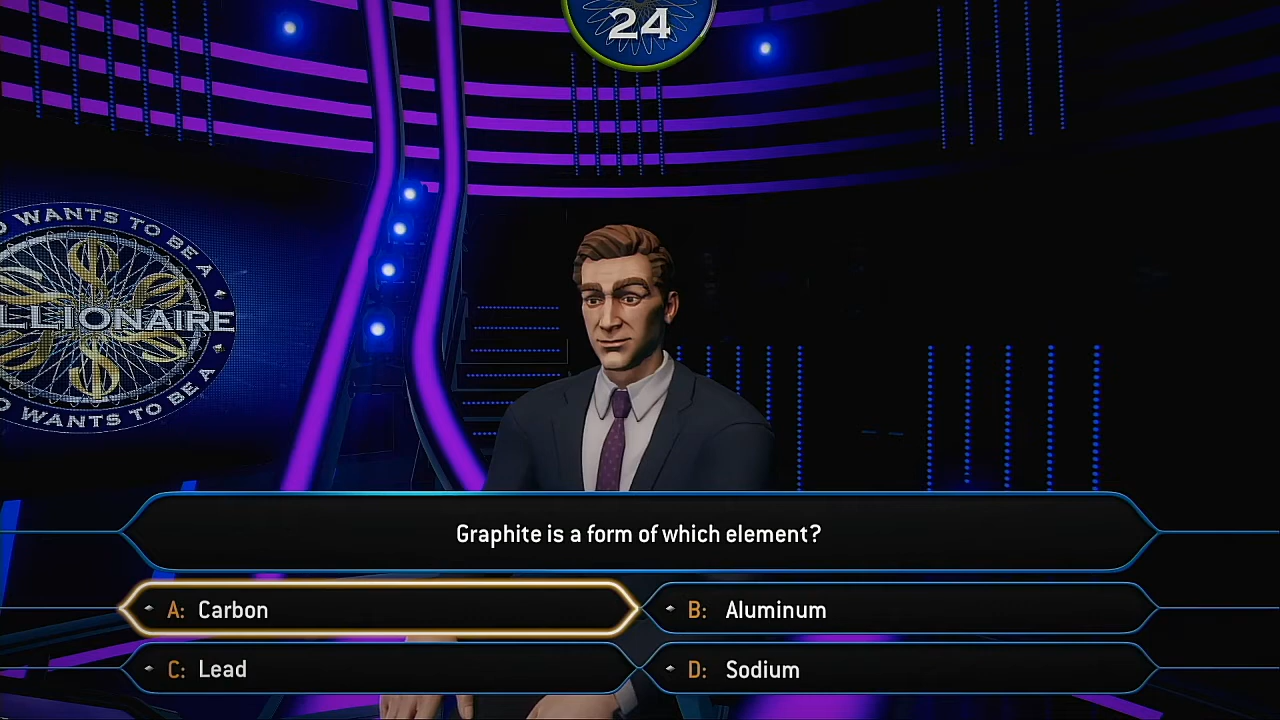 24
WANTS TO BE A
LLIONAIRE
WANTS TO BE A
Graphite is a form of which element?
A: Carbon
B: Aluminum
C: Lead
D: Sodium